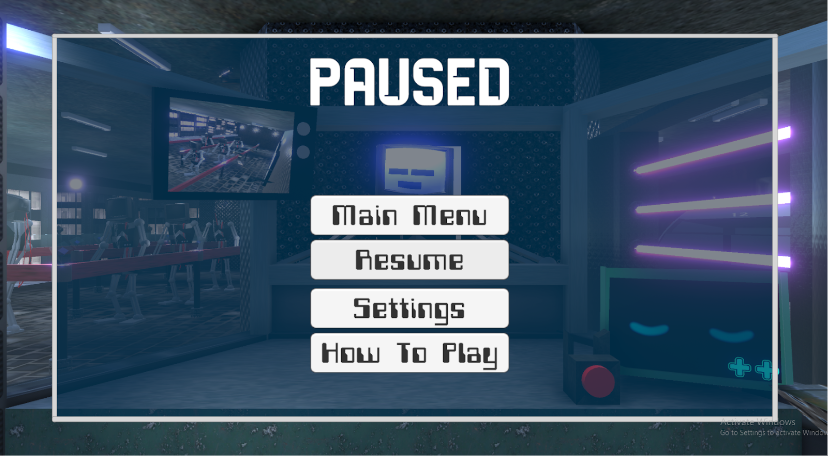 PAUSED
Main Menu
Resume
Settings
How To Play
Activate Windows
Go to Settings to activate Windows